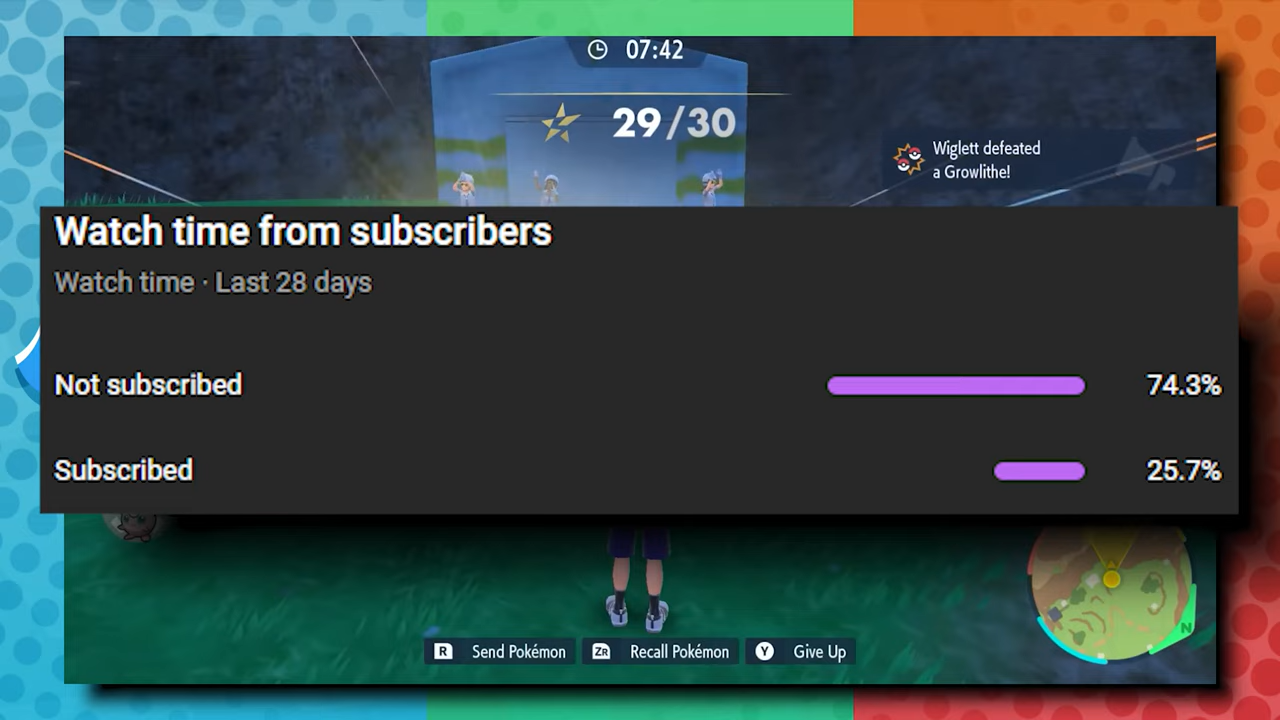 07:42
29/30
Wiglett defeated
a Growlithe!
Watch time from subscribers
Watch time · Last 28 days
Not subscribed 74.3%
Subscribed 25.7%
N
R Send Pokémon ZR Recall Pokémon Y Give Up